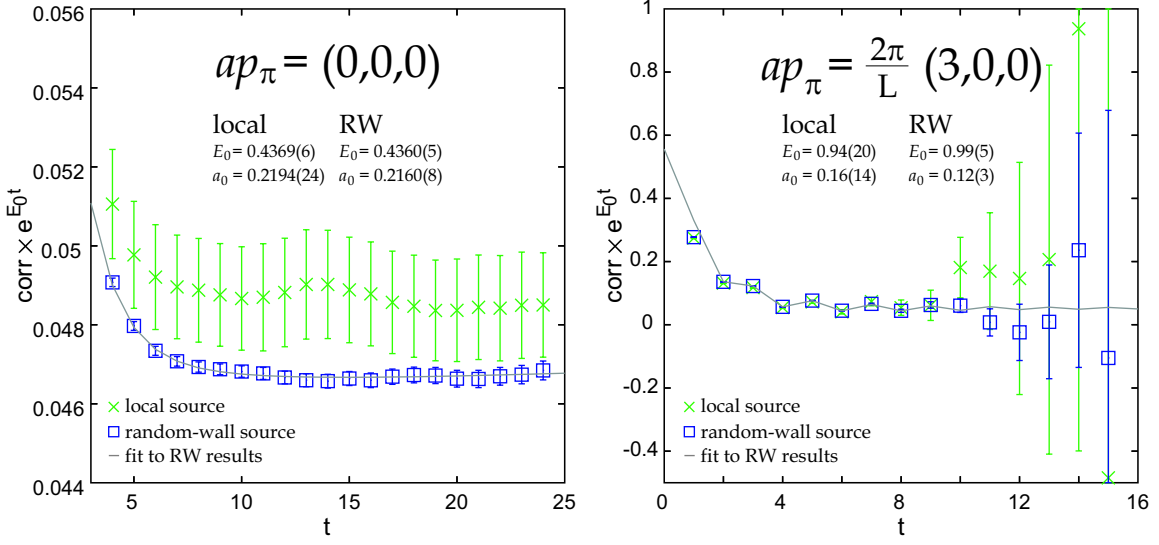 0.056
0.054
0.052
0.05
0.048
0.046
0.044
corr × e^{E_0 t}
ap_π = (0,0,0)
local RW
E_0 = 0.4369(6) E_0 = 0.4360(5)
a_0 = 0.2194(24) a_0 = 0.2160(8)
local source
random-wall source
fit to RW results
5 10 15 20 25
t
1
0.8
0.6
0.4
0.2
0
-0.2
-0.4
corr × e^{E_0 t}
ap_π = 2π/L (3,0,0)
local RW
E_0 = 0.94(20) E_0 = 0.99(5)
a_0 = 0.16(14) a_0 = 0.12(3)
local source
random-wall source
fit to RW results
0 2 4 6 8 10 12 14 16
t